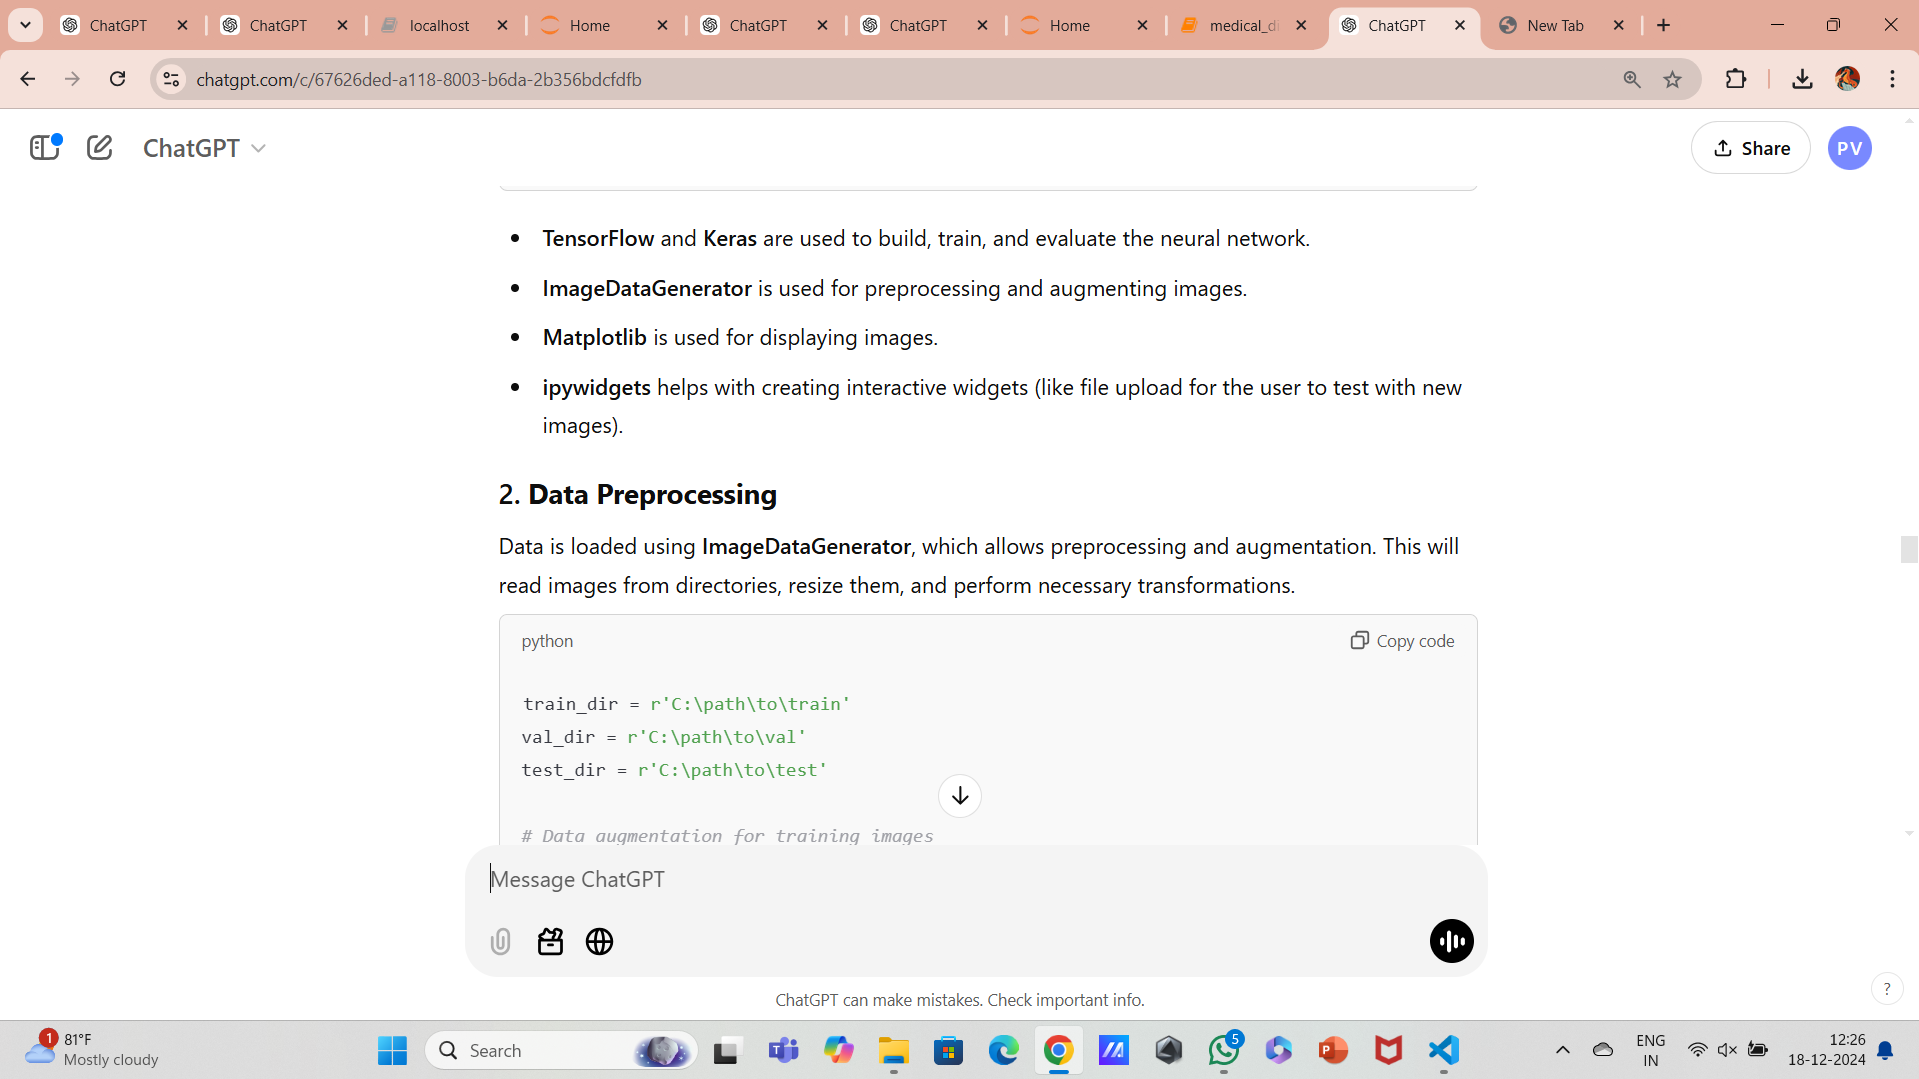 ChatGPT
ChatGPT
localhost
Home
ChatGPT
ChatGPT
Home
medical_di
ChatGPT
New Tab
chatgpt.com/c/67626ded-a118-8003-b6da-2b356bdcfdfb
ChatGPT
Share
PV
TensorFlow and Keras are used to build, train, and evaluate the neural network.
ImageDataGenerator is used for preprocessing and augmenting images.
Matplotlib is used for displaying images.
ipywidgets helps with creating interactive widgets (like file upload for the user to test with new
images).
2. Data Preprocessing
Data is loaded using ImageDataGenerator, which allows preprocessing and augmentation. This will
read images from directories, resize them, and perform necessary transformations.
python
Copy code
train_dir = r'C:\path\to\train'
val_dir = r'C:\path\to\val'
test_dir = r'C:\path\to\test'
# Data augmentation for training images
Message ChatGPT
ChatGPT can make mistakes. Check important info.
?
1
81°F
Mostly cloudy
Search
5
ENG
IN
12:26
18-12-2024